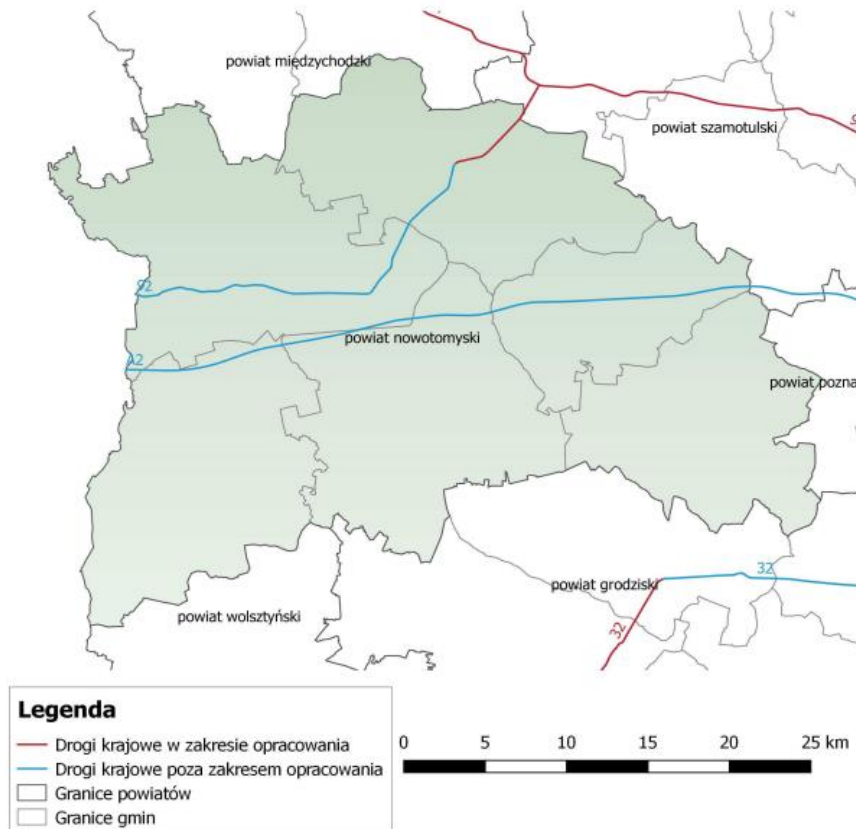 powiat międzychodzki
powiat szamotulski
92
powiat nowotomyski
A2
powiat pozna
powiat grodziski
32
powiat wolsztyński
32
Legenda
Drogi krajowe w zakresie opracowania
Drogi krajowe poza zakresem opracowania
Granice powiatów
Granice gmin
0 5 10 15 20 25 km